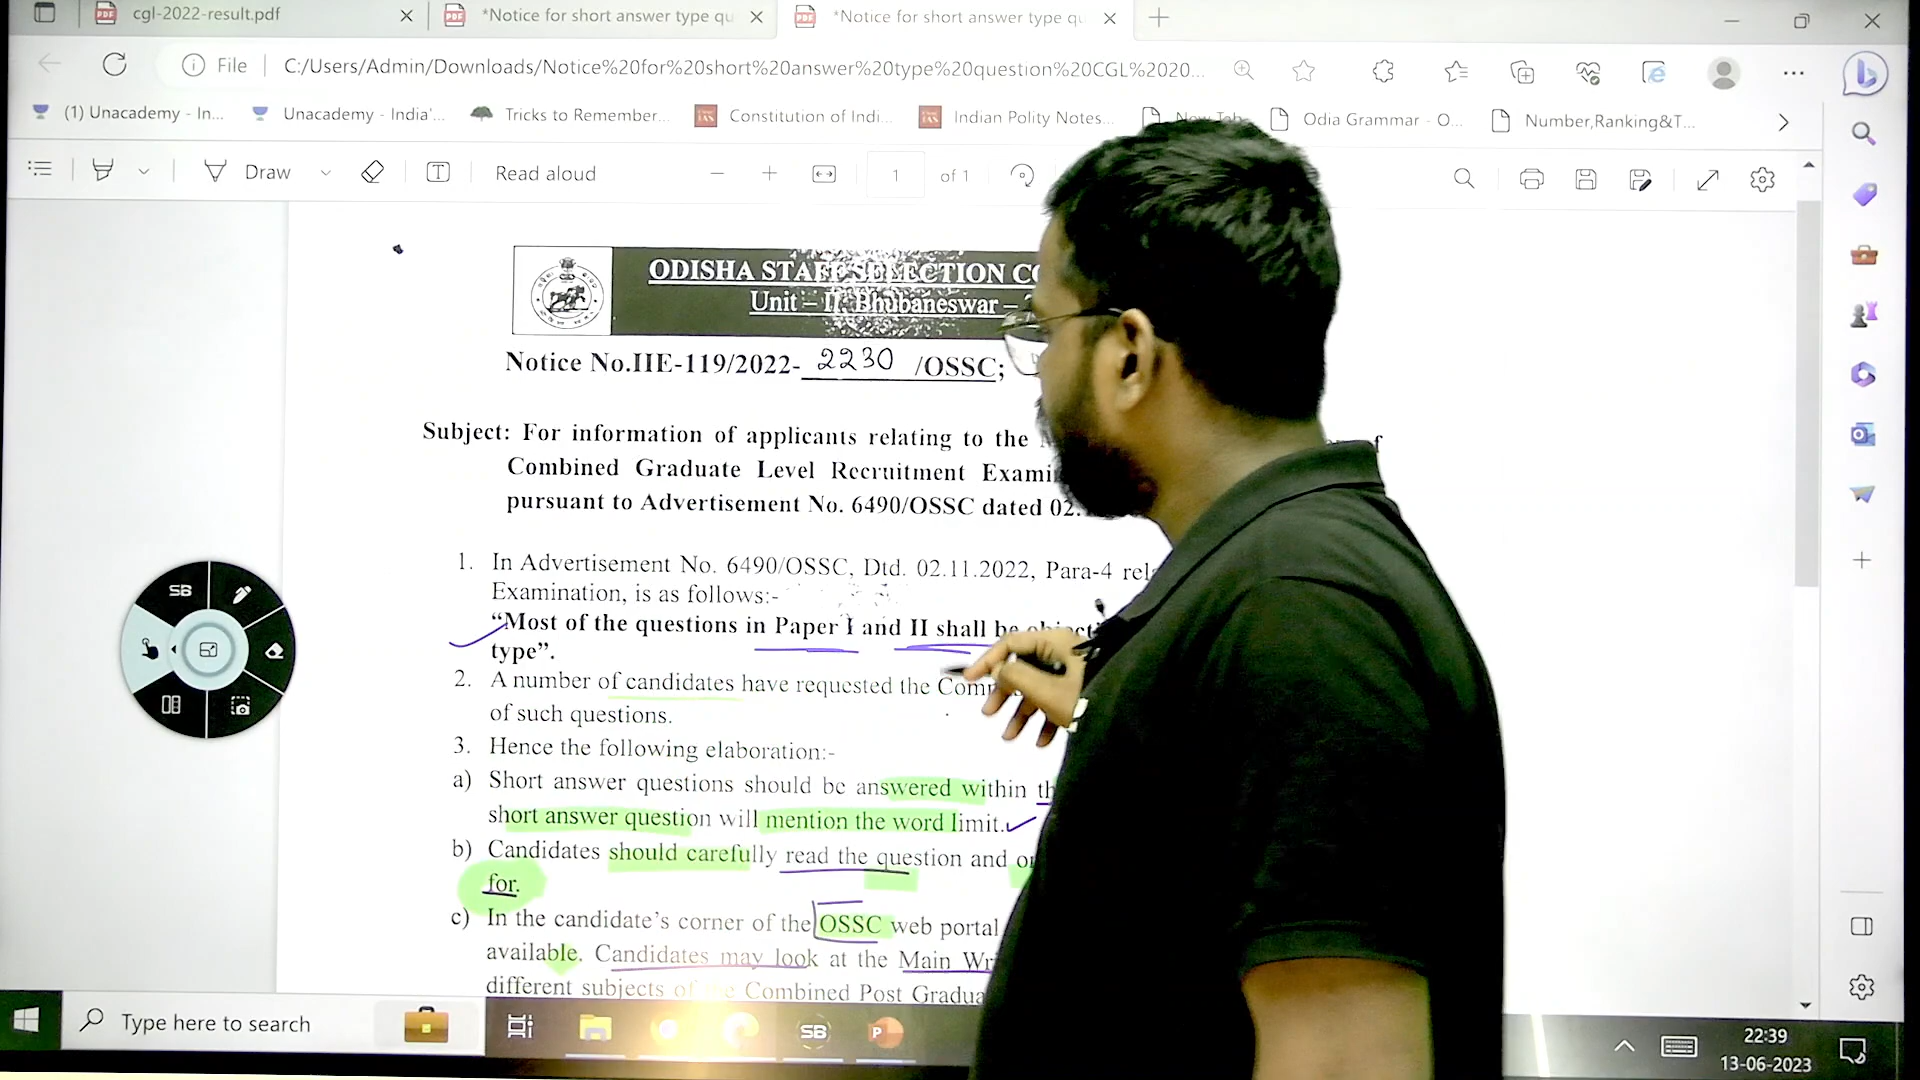 cgl-2022-result.pdf
*Notice for short answer type qu
*Notice for short answer type qu
File
C:/Users/Admin/Downloads/Notice%20for%20short%20answer%20type%20question%20CGL%2020...
(1) Unacademy - In...
Unacademy - India'...
Tricks to Remember...
Constitution of Indi...
Indian Polity Notes...
New Tab
Odia Grammar - O...
Number,Ranking&T...
Draw
Read aloud
1
of 1
ODISHA STAFF SELECTION CO
Unit – II, Bhubaneswar –
Notice No.IIE-119/2022- 2230 /OSSC;
Subject: For information of applicants relating to the
Combined Graduate Level Recruitment Exami
pursuant to Advertisement No. 6490/OSSC dated 02.
1. In Advertisement No. 6490/OSSC, Dtd. 02.11.2022, Para-4 rel
Examination, is as follows:-
“Most of the questions in Paper I and II shall be objecti
type”.
2. A number of candidates have requested the Com
of such questions.
3. Hence the following elaboration:-
a) Short answer questions should be answered within th
short answer question will mention the word limit.
b) Candidates should carefully read the question and
for.
c) In the candidate’s corner of the OSSC web portal
available. Candidates may look at the Main Wr
different subjects of the Combined Post Gradua
SB
Type here to search
SB
P
22:39
13-06-2023